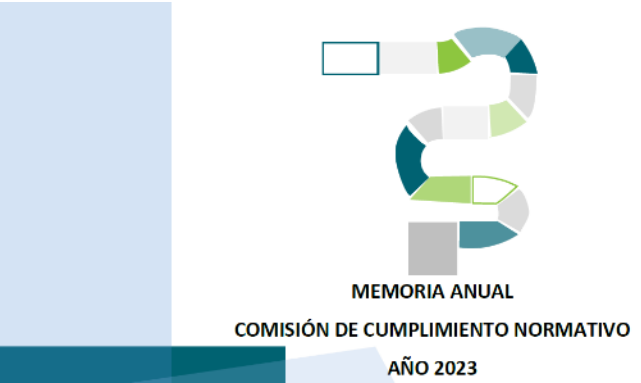 MEMORIA ANUAL
COMISIÓN DE CUMPLIMIENTO NORMATIVO
AÑO 2023